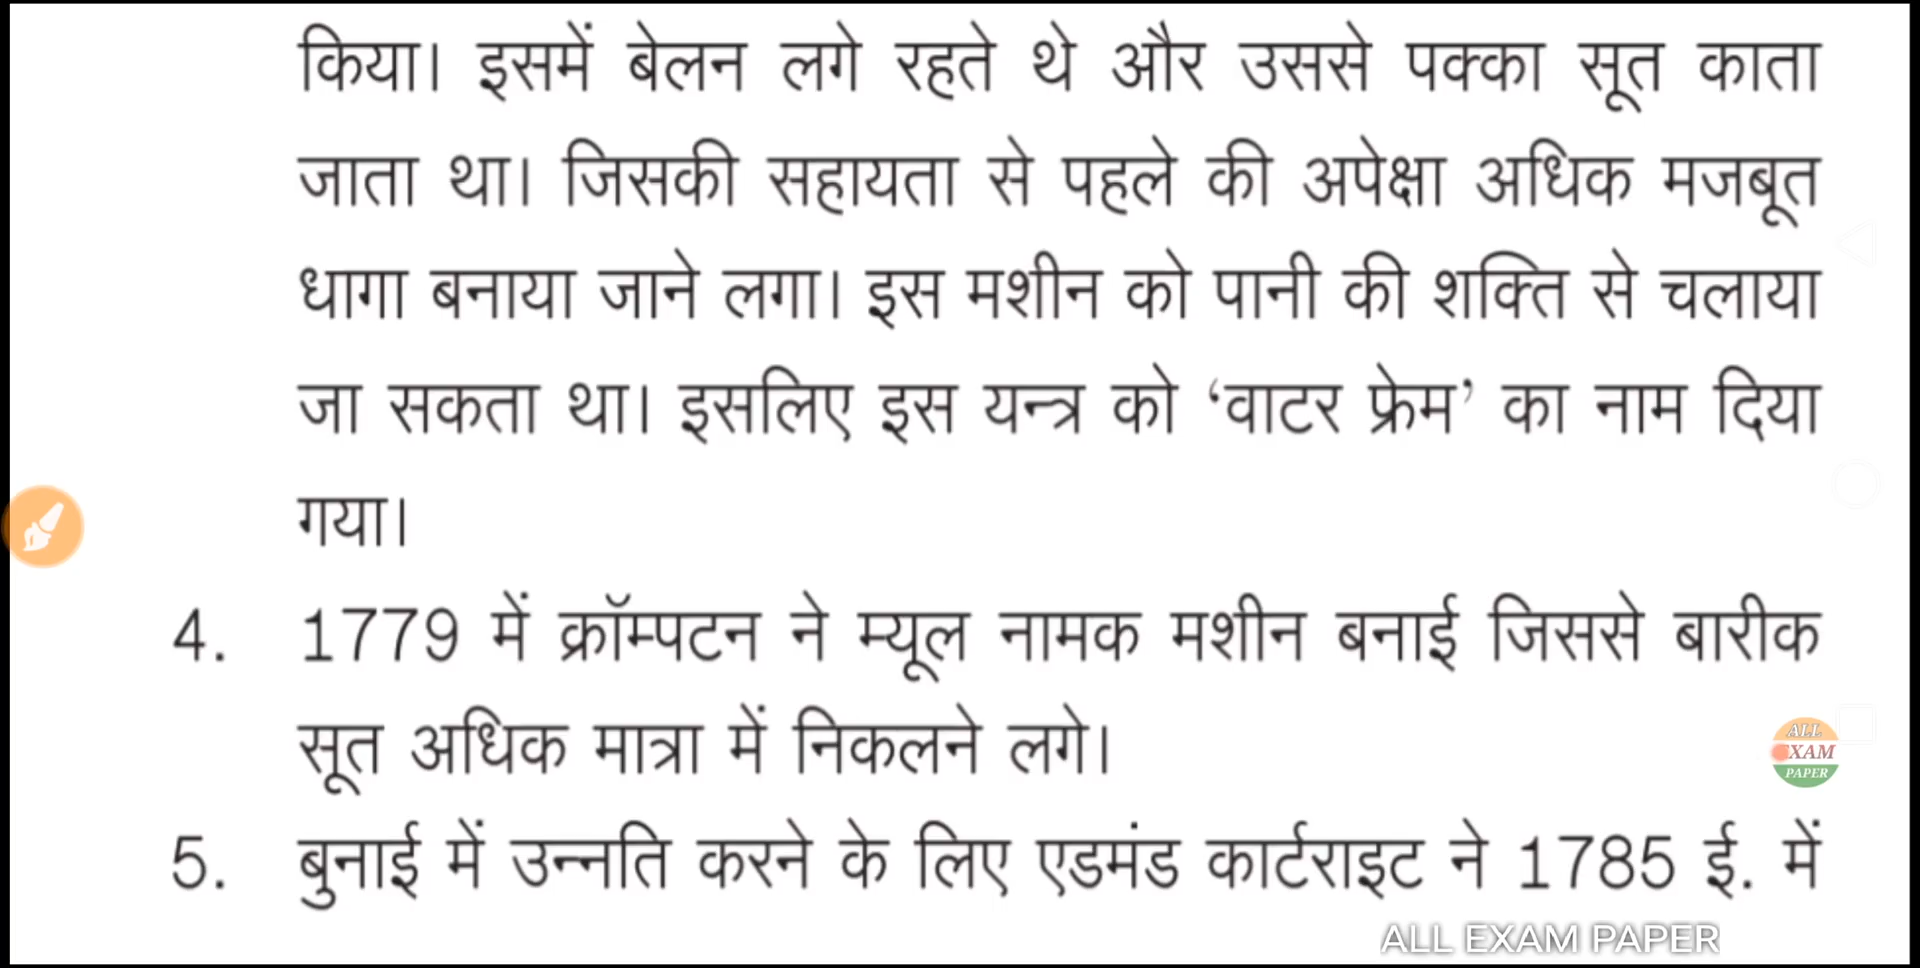 किया। इसमें बेलन लगे रहते थे और उससे पक्का सूत काता
जाता था। जिसकी सहायता से पहले की अपेक्षा अधिक मजबूत
धागा बनाया जाने लगा। इस मशीन को पानी की शक्ति से चलाया
जा सकता था। इसलिए इस यन्त्र को ‘वाटर फ्रेम’ का नाम दिया
गया।
4. 1779 में क्रॉम्पटन ने म्यूल नामक मशीन बनाई जिससे बारीक
सूत अधिक मात्रा में निकलने लगे।
ALL
EXAM
PAPER
5. बुनाई में उन्नति करने के लिए एडमंड कार्टराइट ने 1785 ई. में
ALL EXAM PAPER